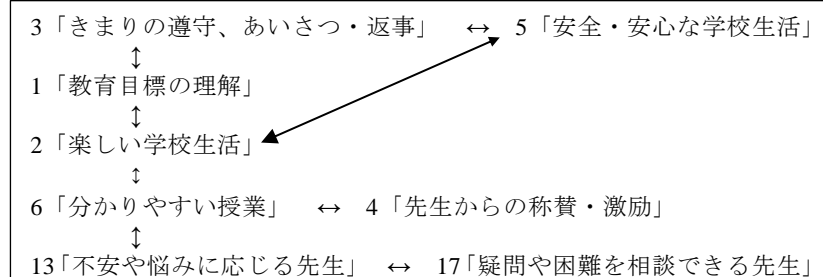 3「きまりの遵守、あいさつ・返事」 ↔ 5「安全・安心な学校生活」
↕
1「教育目標の理解」
↕
2「楽しい学校生活」
↕
6「分かりやすい授業」 ↔ 4「先生からの称賛・激励」
↕
13「不安や悩みに応じる先生」 ↔ 17「疑問や困難を相談できる先生」